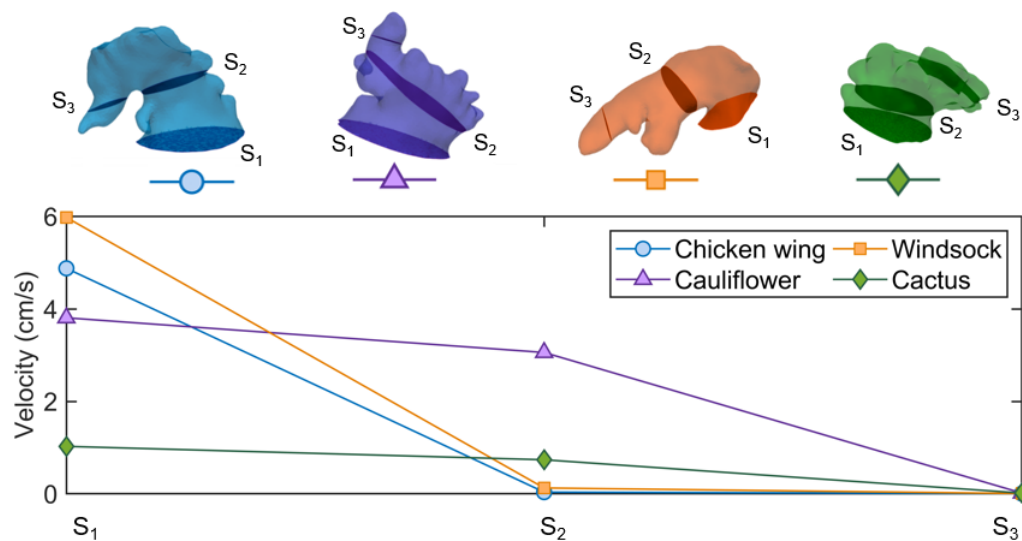 S3
S2
S1
S3
S1
S2
S2
S3
S1
S1
S2
S3
Velocity (cm/s)
6
4
2
0
Chicken wing
Windsock
Cauliflower
Cactus
S1
S2
S3